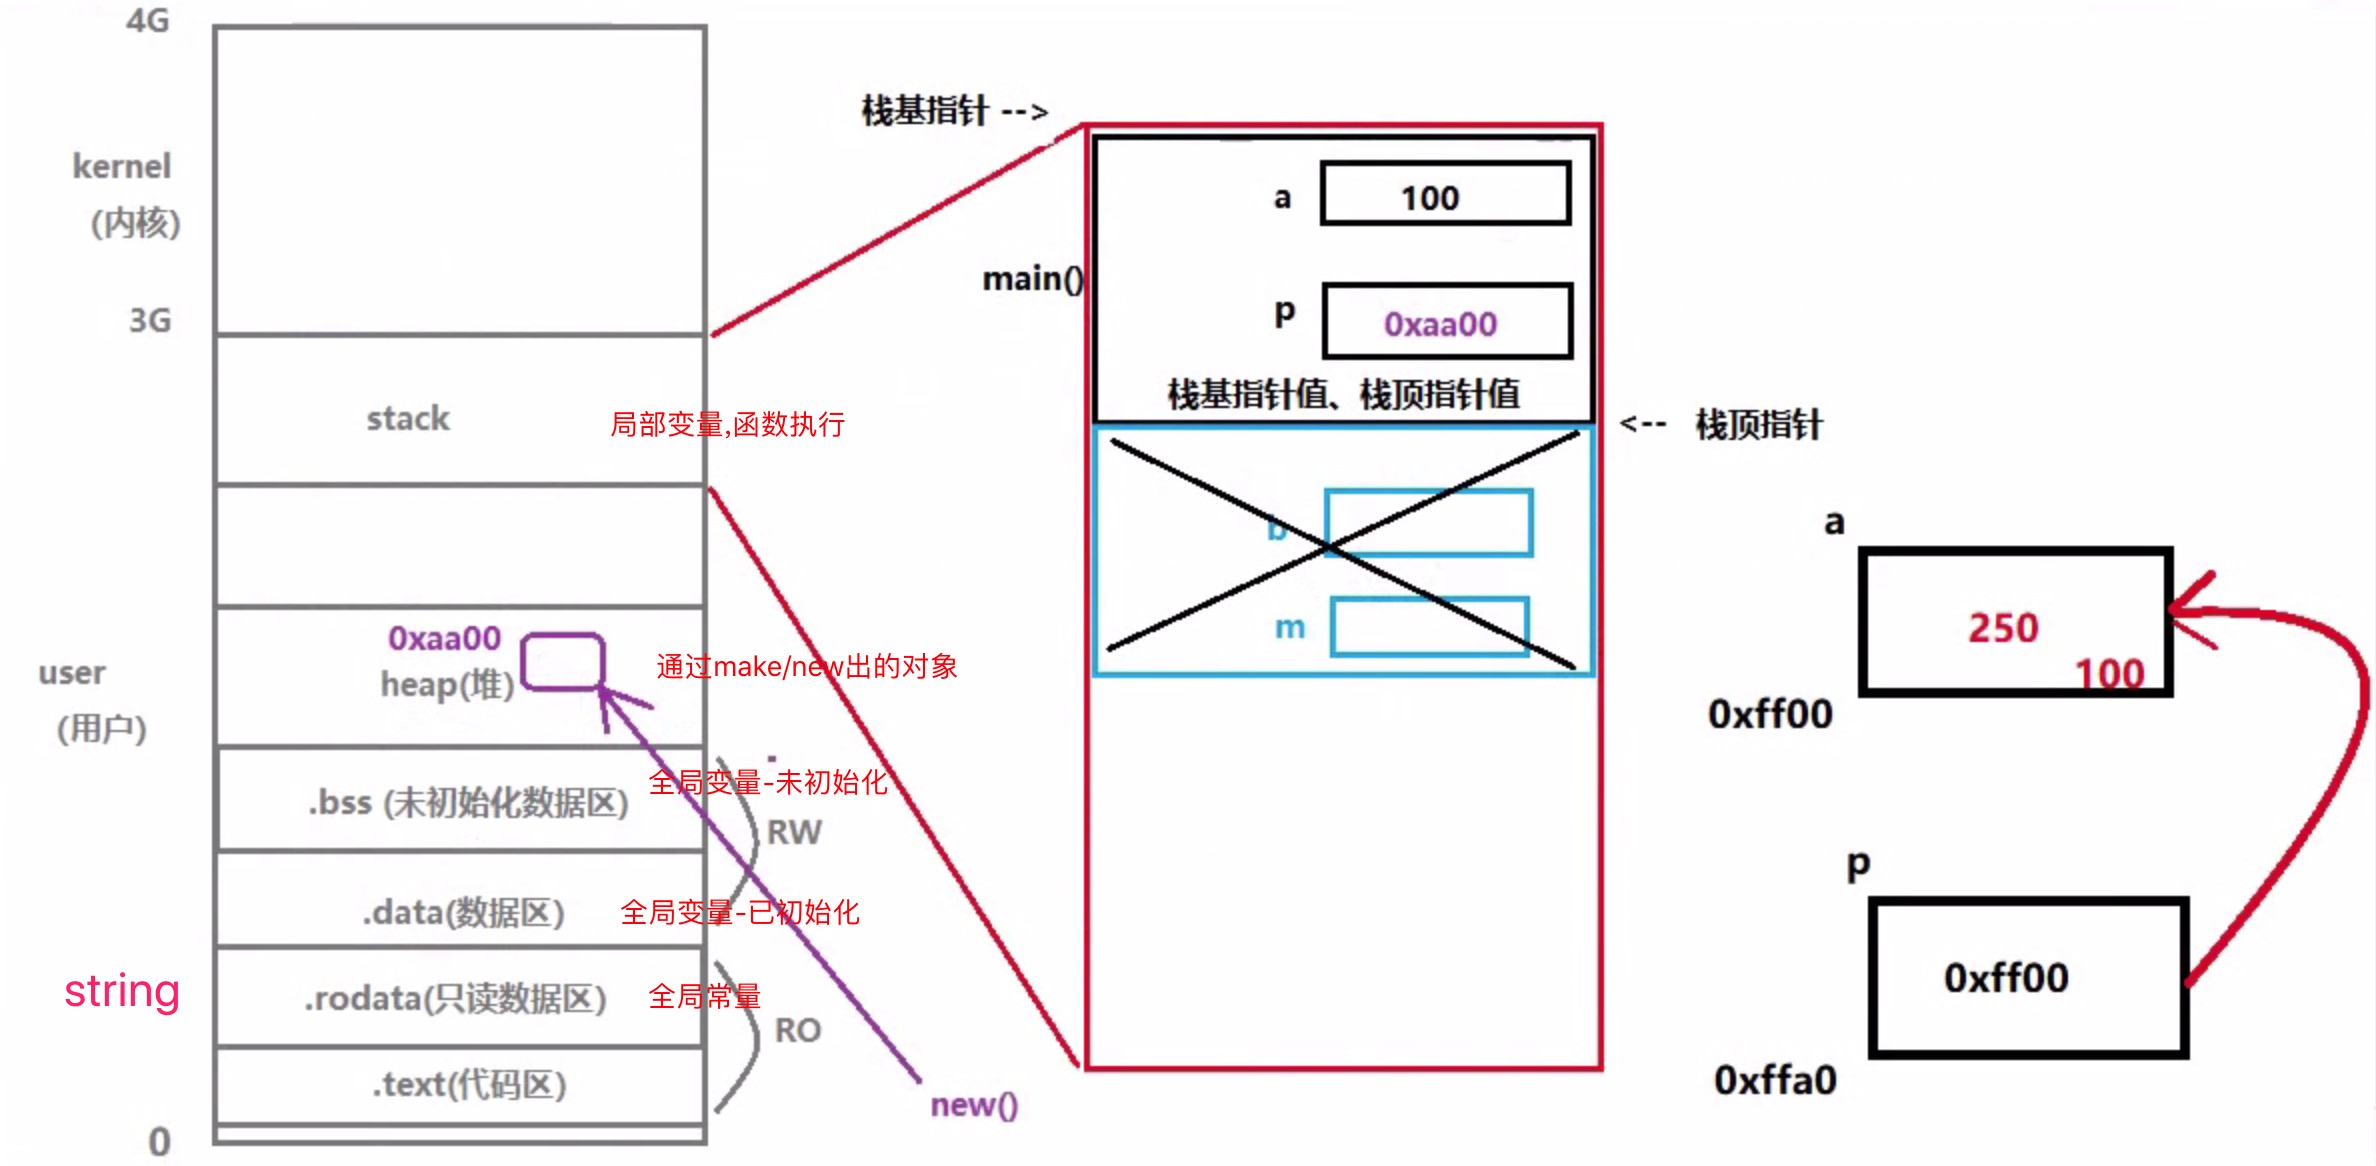 4G
kernel
(内核)
3G
stack
局部变量,函数执行
0xaa00
heap(堆)
通过make/new出的对象
user
(用户)
.bss (未初始化数据区)
全局变量-未初始化
RW
.data(数据区)
全局变量-已初始化
string
.rodata(只读数据区)
全局常量
RO
.text(代码区)
0
new()
栈基指针 -->
main()
a
100
p
0xaa00
栈基指针值、栈顶指针值
<-- 栈顶指针
b
m
a
250
100
0xff00
p
0xff00
0xffa0